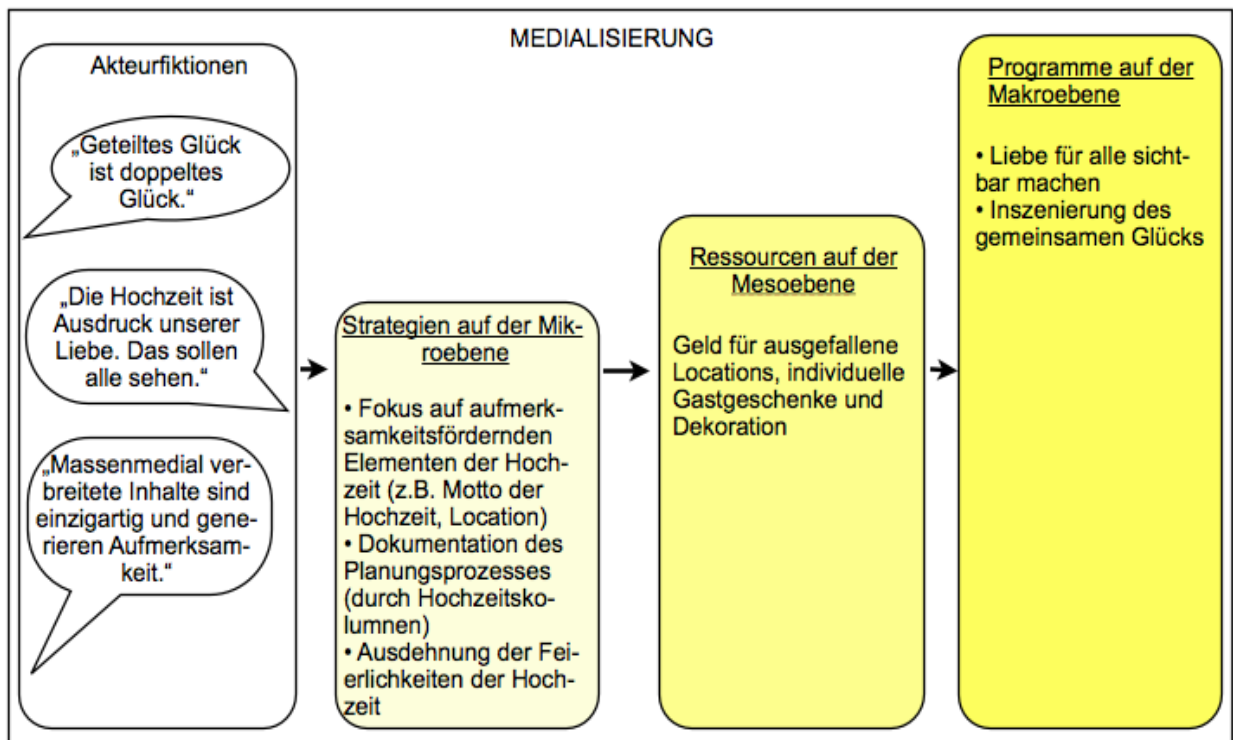 MEDIALISIERUNG
Akteurfiktionen
„Geteiltes Glück
ist doppeltes
Glück.“
„Die Hochzeit ist
Ausdruck unserer
Liebe. Das sollen
alle sehen.“
„Massenmedial ver-
breitete Inhalte sind
einzigartig und gene-
rieren Aufmerksam-
keit.“
Strategien auf der Mik-
roebene
• Fokus auf aufmerk-
samkeitsfördernden
Elementen der Hoch-
zeit (z.B. Motto der
Hochzeit, Location)
• Dokumentation des
Planungsprozesses
(durch Hochzeitsko-
lumnen)
• Ausdehnung der Fei-
erlichkeiten der Hoch-
zeit
Ressourcen auf der
Mesoebene
Geld für ausgefallene
Locations, individuelle
Gastgeschenke und
Dekoration
Programme auf der
Makroebene
• Liebe für alle sicht-
bar machen
• Inszenierung des
gemeinsamen Glücks